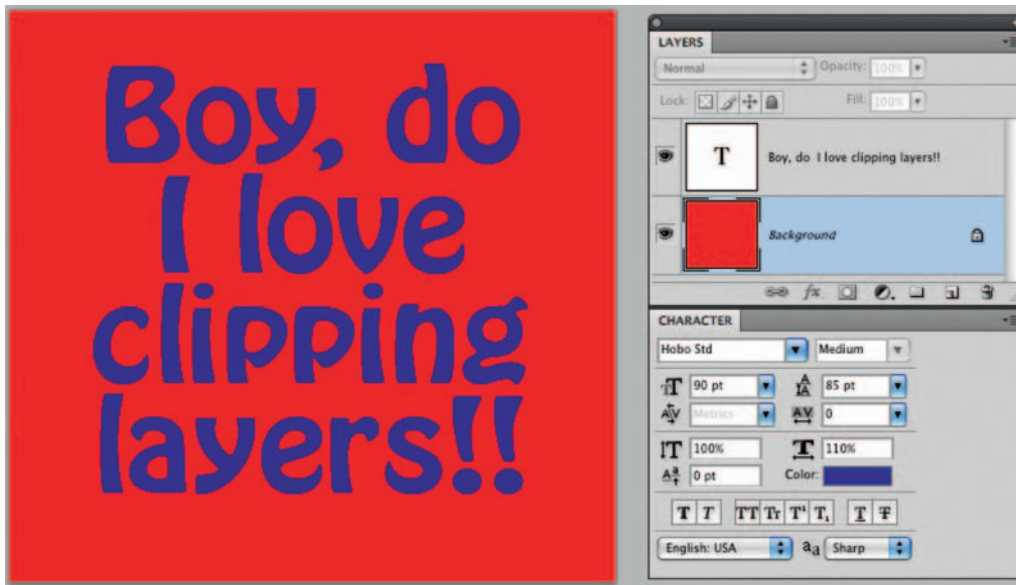 Boy, do
I love
clipping
layers!!
LAYERS
Normal
Opacity: 100%
Lock:
Fill: 100%
T
Boy, do I love clipping layers!!
Background
fx
CHARACTER
Hobo Std
Medium
90 pt
85 pt
Metrics
0
100%
110%
0 pt
Color:
T T TT Tr T¹ T₁ T T
English: USA
aa
Sharp